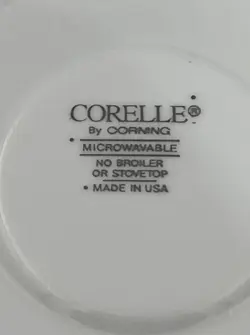 CORELLE®
By CORNING
MICROWAVABLE
NO BROILER
OR STOVETOP
• MADE IN USA